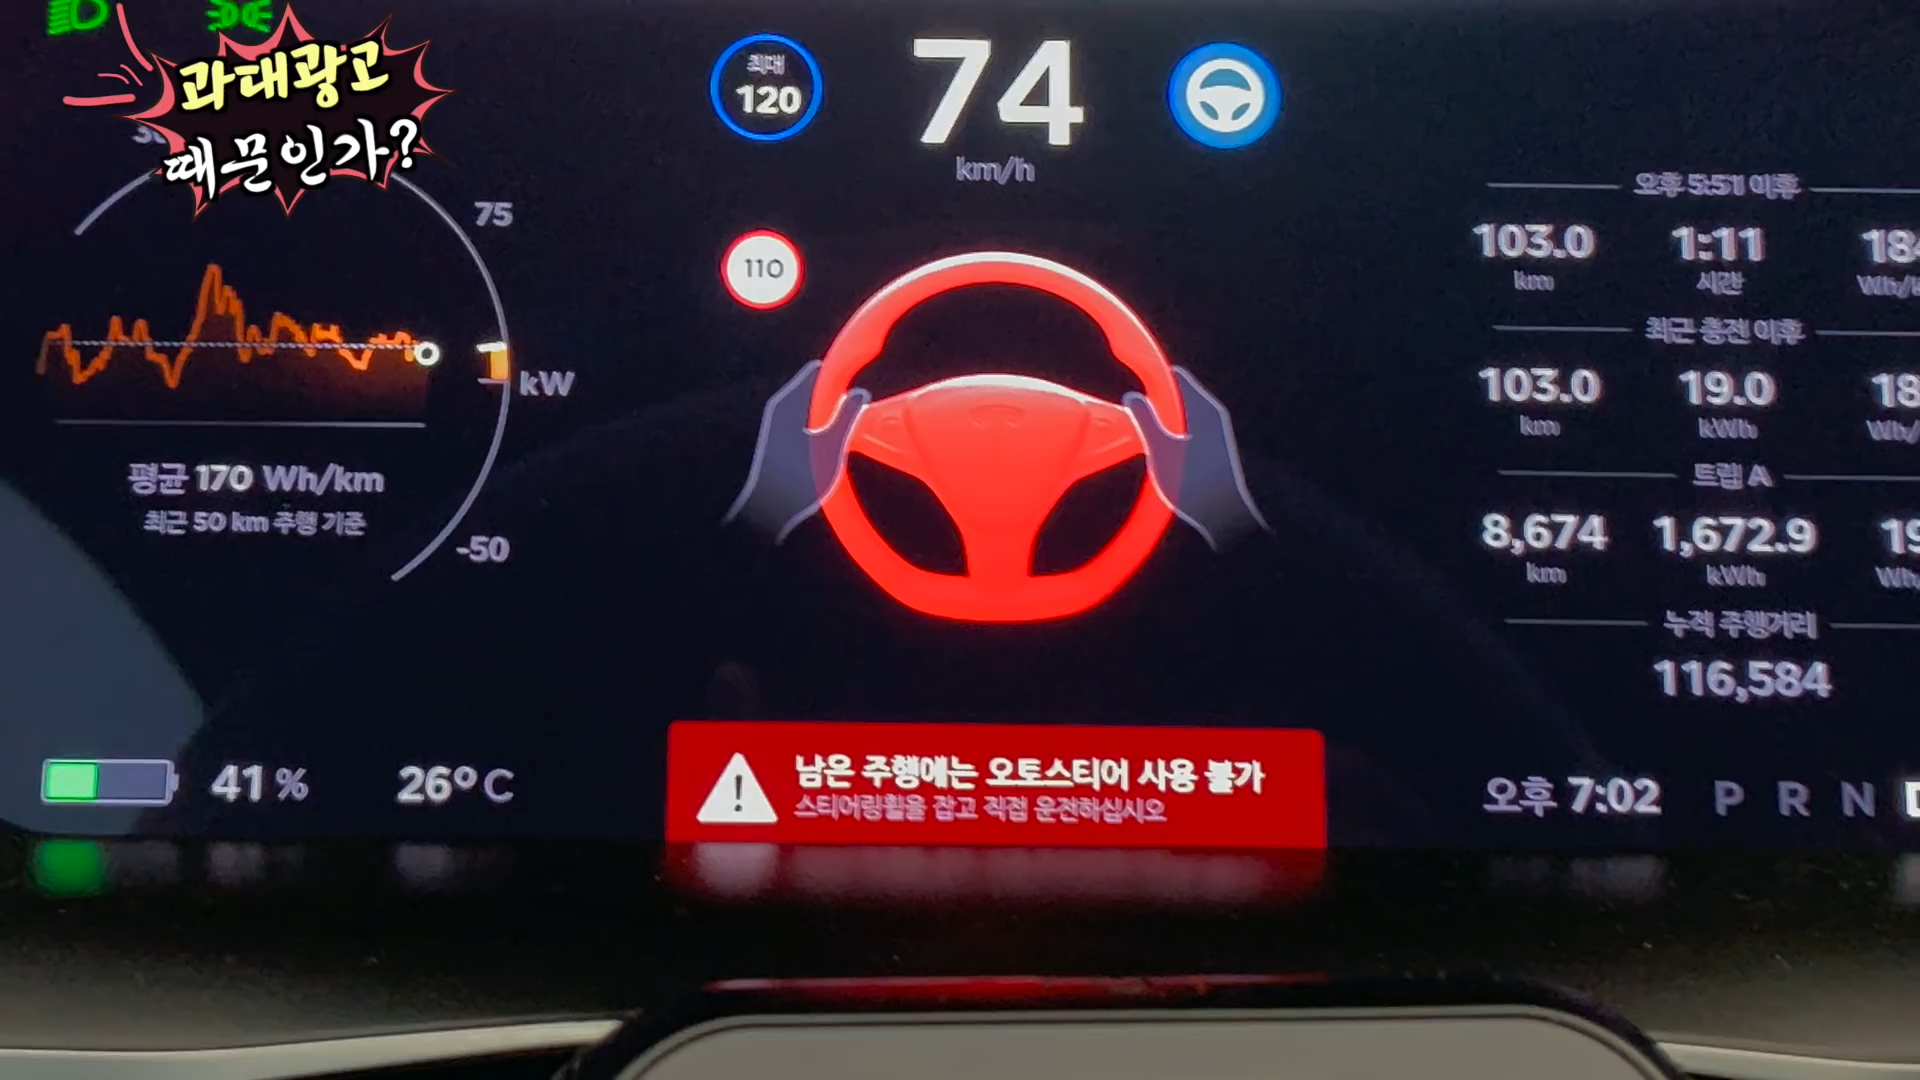 과대광고
때문인가?
최대
120
74
km/h
110
75
kW
-50
평균 170 Wh/km
최근 50 km 주행 기준
41 %
26°C
남은 주행에는 오토스티어 사용 불가
스티어링휠을 잡고 직접 운전하십시오
오후 5:51 이후
103.0 1:11
km 시간
최근 충전 이후
103.0 19.0
km kWh
트립 A
8,674 1,672.9
km kWh
누적 주행거리
116,584
오후 7:02 P R N